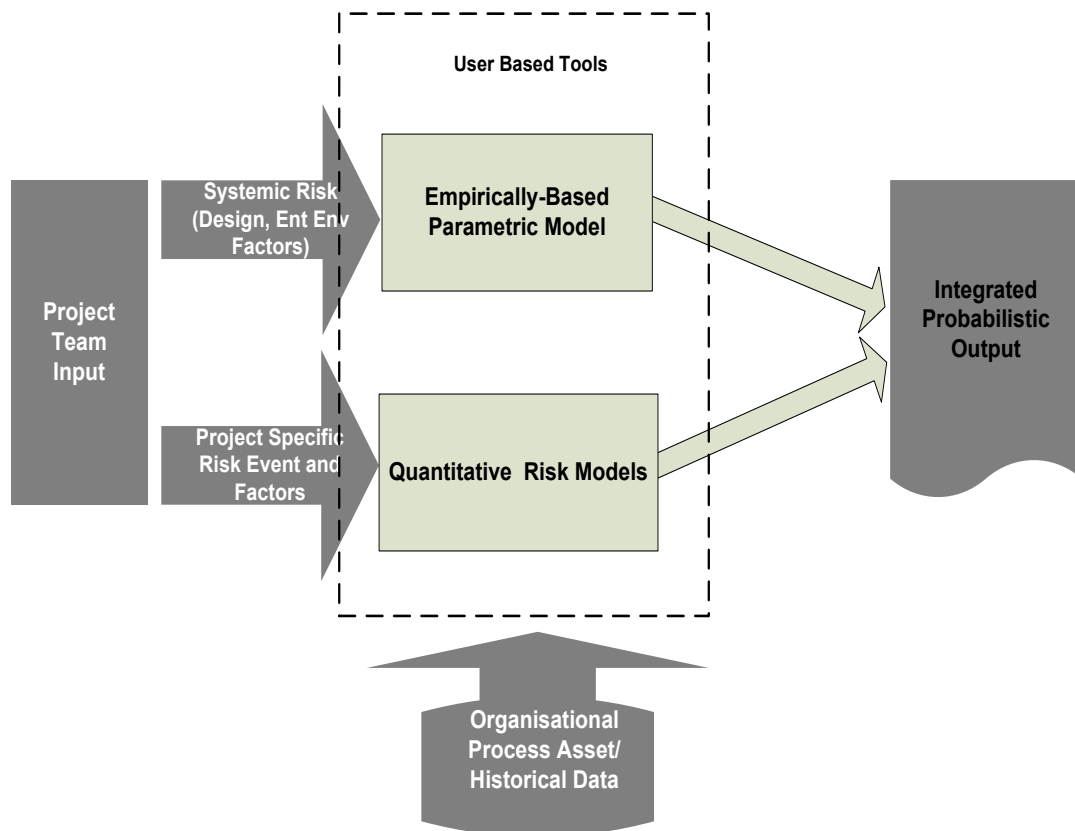 User Based Tools
Systemic Risk
(Design, Ent Env
Factors)
Empirically-Based
Parametric Model
Project
Team
Input
Integrated
Probabilistic
Output
Project Specific
Risk Event and
Factors
Quantitative Risk Models
Organisational
Process Asset/
Historical Data